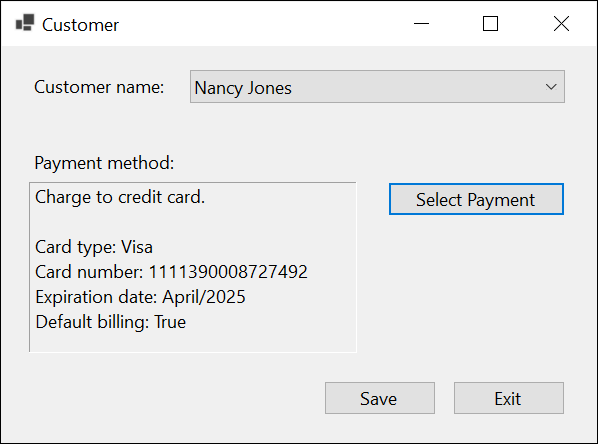 Customer
Customer name: Nancy Jones
Payment method:
Charge to credit card.
Select Payment
Card type: Visa
Card number: 1111390008727492
Expiration date: April/2025
Default billing: True
Save Exit